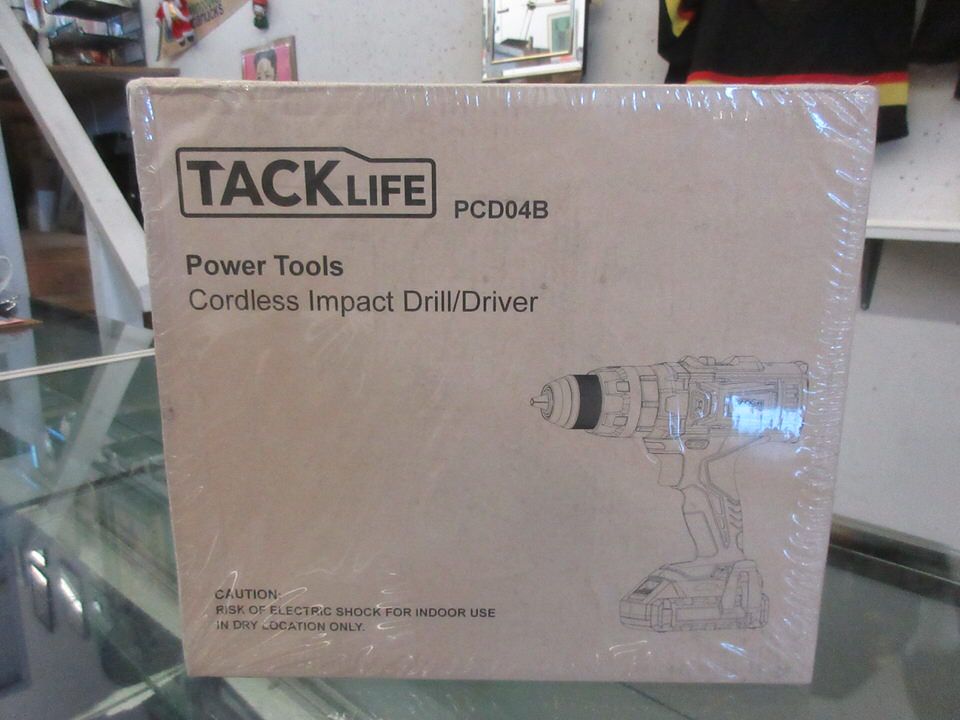 TACKLIFE PCD04B
Power Tools
Cordless Impact Drill/Driver
CAUTION:
RISK OF ELECTRIC SHOCK FOR INDOOR USE
IN DRY LOCATION ONLY.